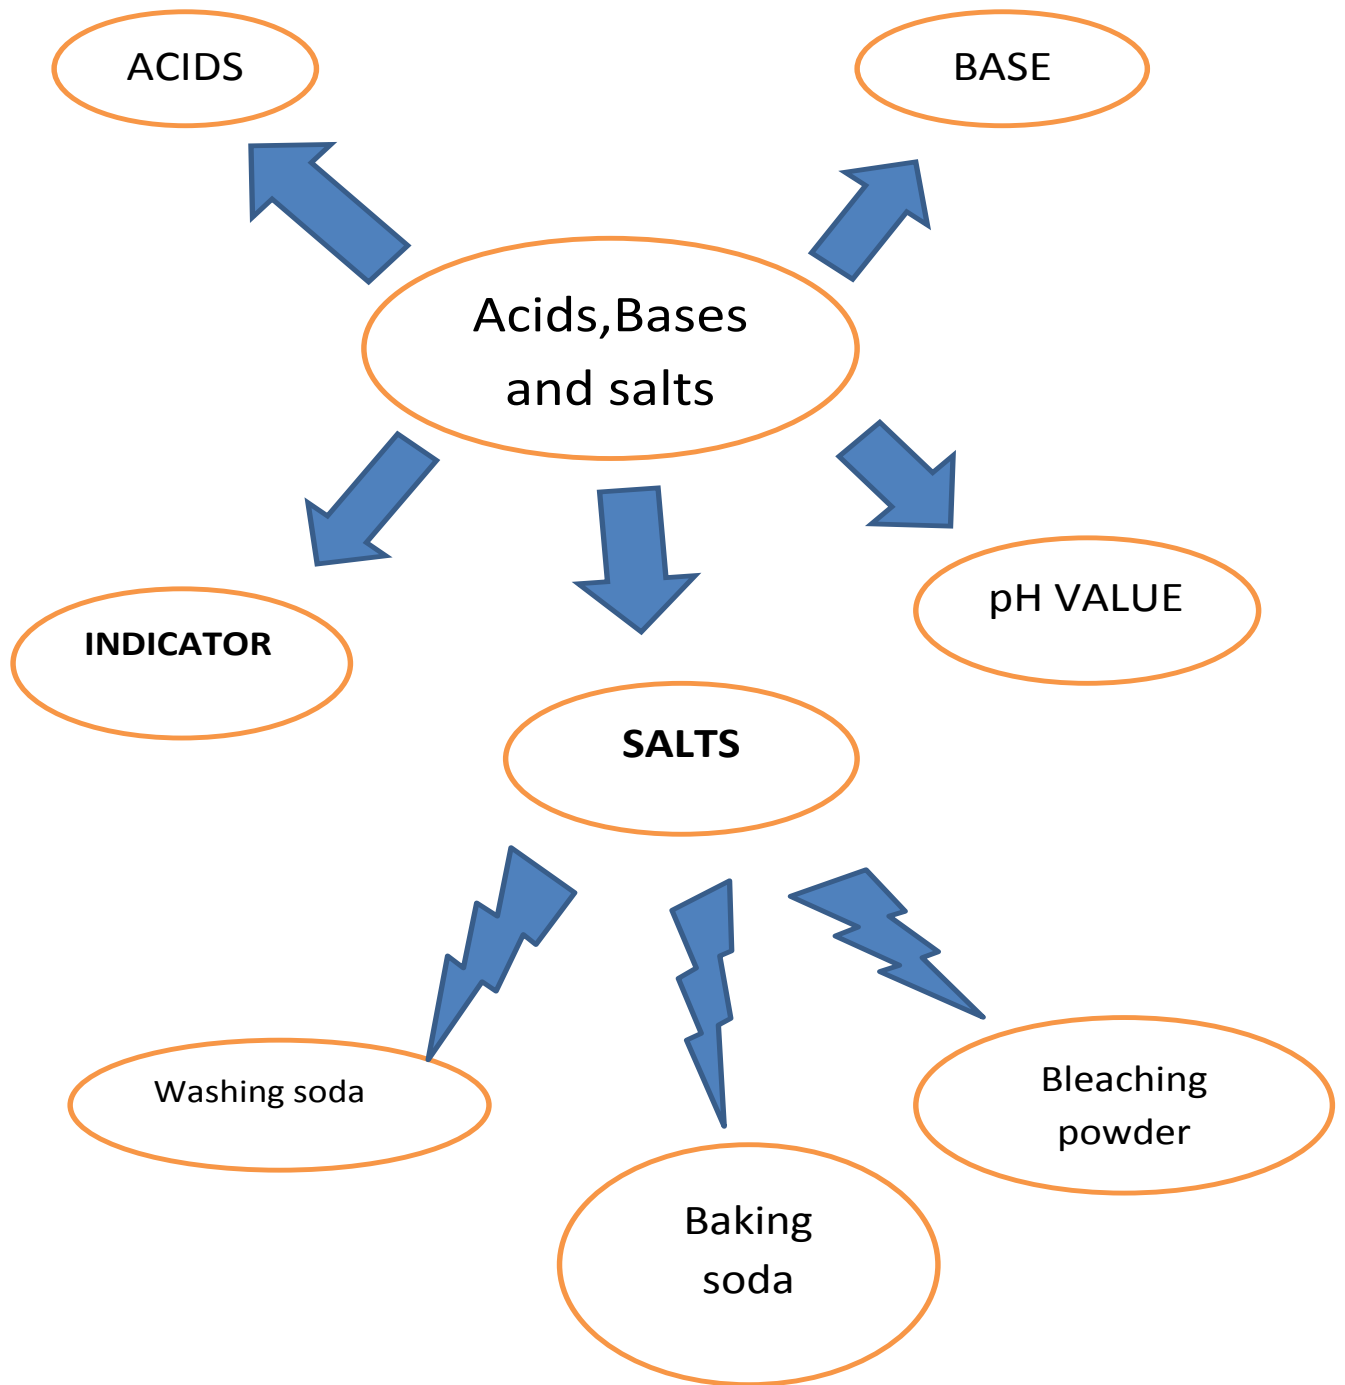 ACIDS
BASE
Acids,Bases
and salts
INDICATOR
pH VALUE
SALTS
Washing soda
Bleaching
powder
Baking
soda